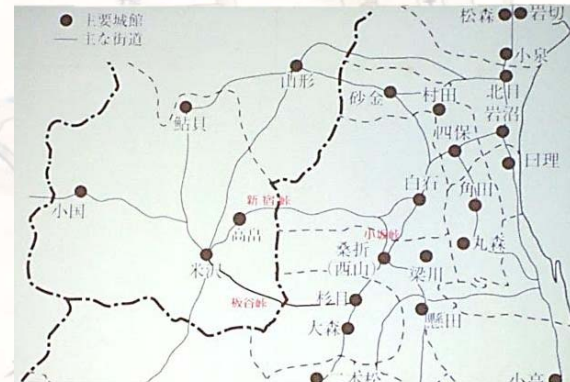 主要城館
主な街道
松森
岩切
小泉
山形
北目
砂金
村田
岩沼
鮎貝
四保
亘理
白石
角田
小国
新宿峠
高畠
小坂峠
丸森
米沢
桑折
(西山)
梁川
板谷峠
杉目
懸田
大森
二本松
小高